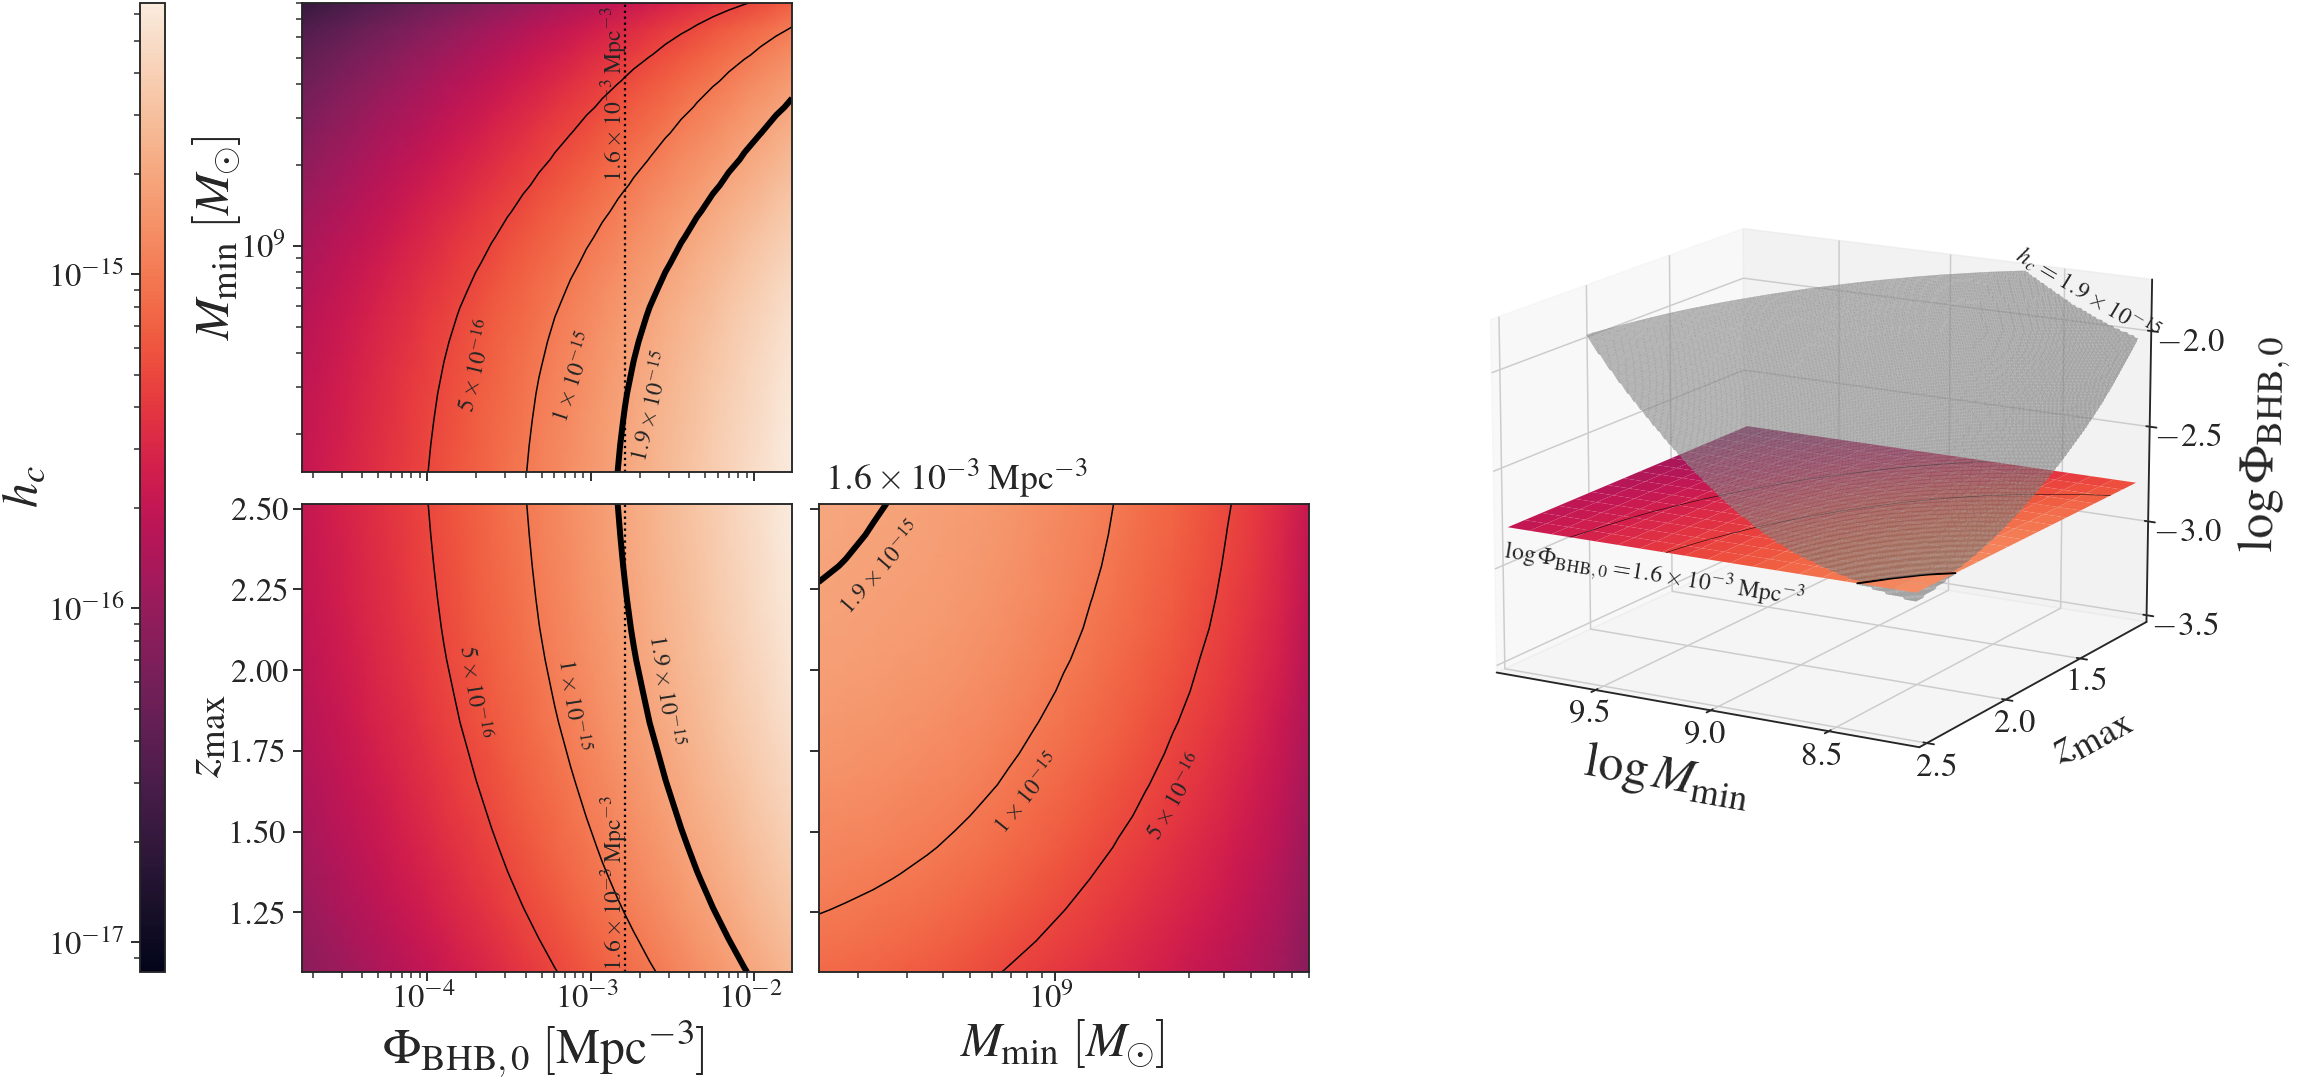 h_c
10⁻¹⁵
10⁻¹⁶
10⁻¹⁷
M_min [M_⊙]
10⁹
5 × 10⁻¹⁶
1 × 10⁻¹⁵
1.9 × 10⁻¹⁵
1.6 × 10⁻³ Mpc⁻³
z_max
2.50
2.25
2.00
1.75
1.50
1.25
5 × 10⁻¹⁶
1 × 10⁻¹⁵
1.9 × 10⁻¹⁵
1.6 × 10⁻³ Mpc⁻³
10⁻⁴ 10⁻³ 10⁻²
Φ_BHB,0 [Mpc⁻³]
1.6 × 10⁻³ Mpc⁻³
1.9 × 10⁻¹⁵
1 × 10⁻¹⁵
5 × 10⁻¹⁶
10⁹
M_min [M_⊙]
h_c = 1.9 × 10⁻¹⁵
log Φ_BHB,0 = 1.6 × 10⁻³ Mpc⁻³
−2.0
−2.5
−3.0
−3.5
log Φ_BHB,0
9.5 9.0 8.5
log M_min
2.5 2.0 1.5
z_max